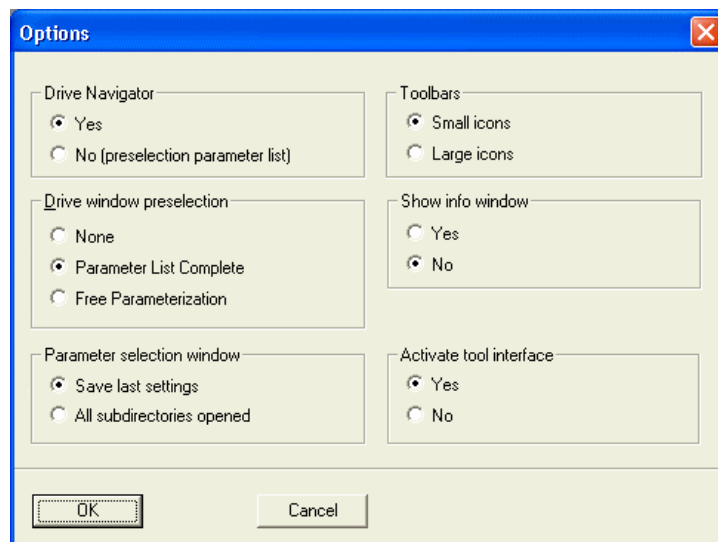 Options
Drive Navigator
Yes
No (preselection parameter list)
Toolbars
Small icons
Large icons
Drive window preselection
None
Parameter List Complete
Free Parameterization
Show info window
Yes
No
Parameter selection window
Save last settings
All subdirectories opened
Activate tool interface
Yes
No
OK
Cancel